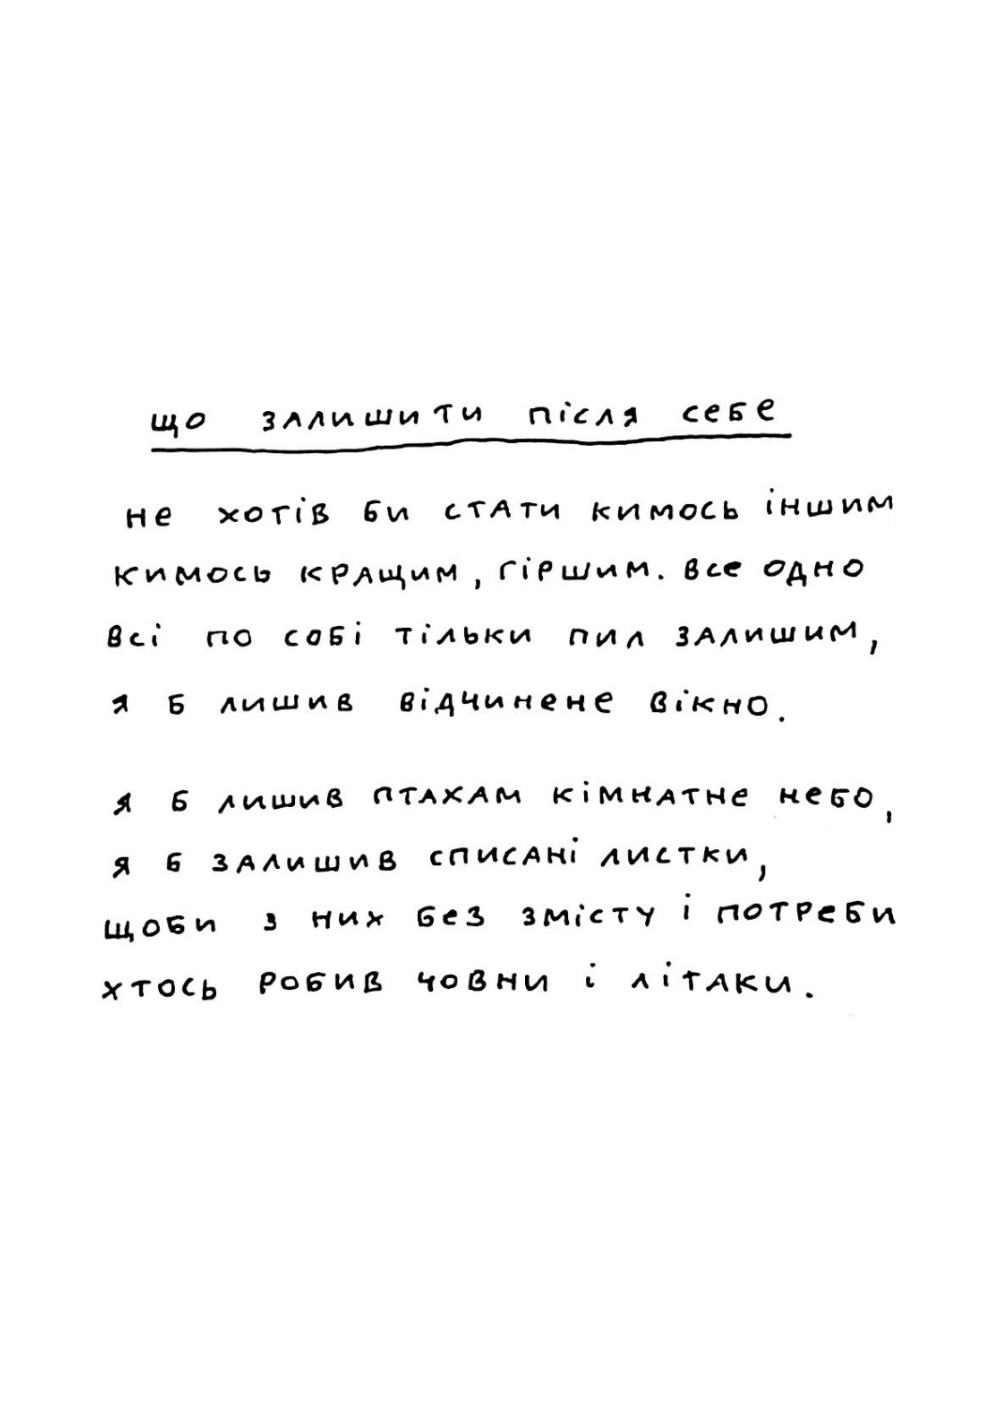 що залишити після себе
не хотів би стати кимось іншим
кимось кращим, гіршим. все одно
всі по собі тільки пил залишим,
я б лишив відчинене вікно.
я б лишив птахам кімнатне небо,
я б залишив списані листки,
щоби з них без змісту і потреби
хтось робив човни і літаки.